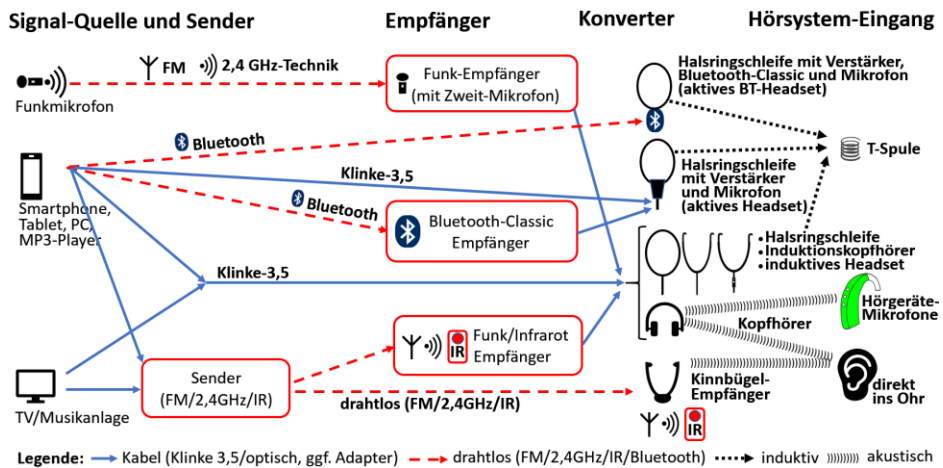 Signal-Quelle und Sender
Empfänger
Konverter
Hörsystem-Eingang
FM
2,4 GHz-Technik
Funkmikrofon
Funk-Empfänger
(mit Zweit-Mikrofon)
Halsringschleife mit Verstärker,
Bluetooth-Classic und Mikrofon
(aktives BT-Headset)
Bluetooth
T-Spule
Klinke-3,5
Halsringschleife
mit Verstärker
und Mikrofon
(aktives Headset)
Smartphone,
Tablet, PC,
MP3-Player
Bluetooth
Bluetooth-Classic
Empfänger
•Halsringschleife
•Induktionskopfhörer
•induktives Headset
Klinke-3,5
Kopfhörer
Hörgeräte-
Mikrofone
IR
Funk/Infrarot
Empfänger
Sender
(FM/2,4GHz/IR)
drahtlos (FM/2,4GHz/IR)
Kinnbügel-
Empfänger
direkt
ins Ohr
TV/Musikanlage
IR
Legende: Kabel (Klinke 3,5/optisch, ggf. Adapter) drahtlos (FM/2,4GHz/IR/Bluetooth) induktiv akustisch